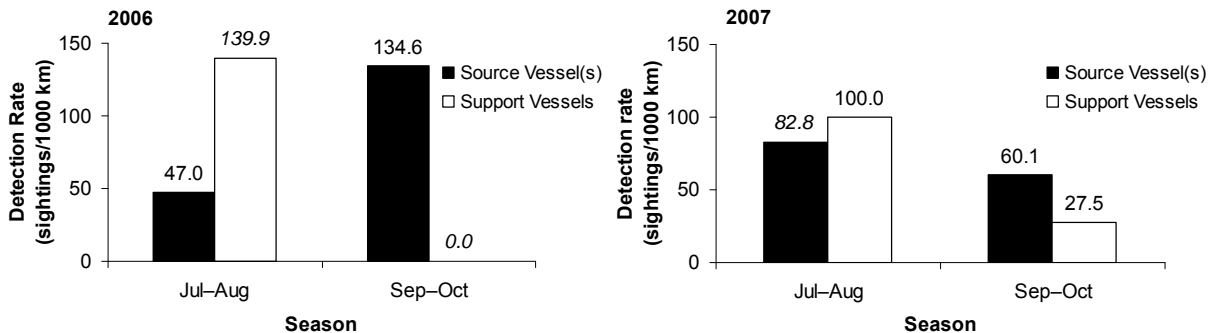 2006
Detection Rate
(sightings/1000 km)
150
100
50
0
47.0
139.9
134.6
0.0
Source Vessel(s)
Support Vessels
Jul–Aug
Sep–Oct
Season
2007
Detection rate
(sightings/1000 km)
150
100
50
0
82.8
100.0
60.1
27.5
Source Vessel(s)
Support Vessels
Jul–Aug
Sep–Oct
Season